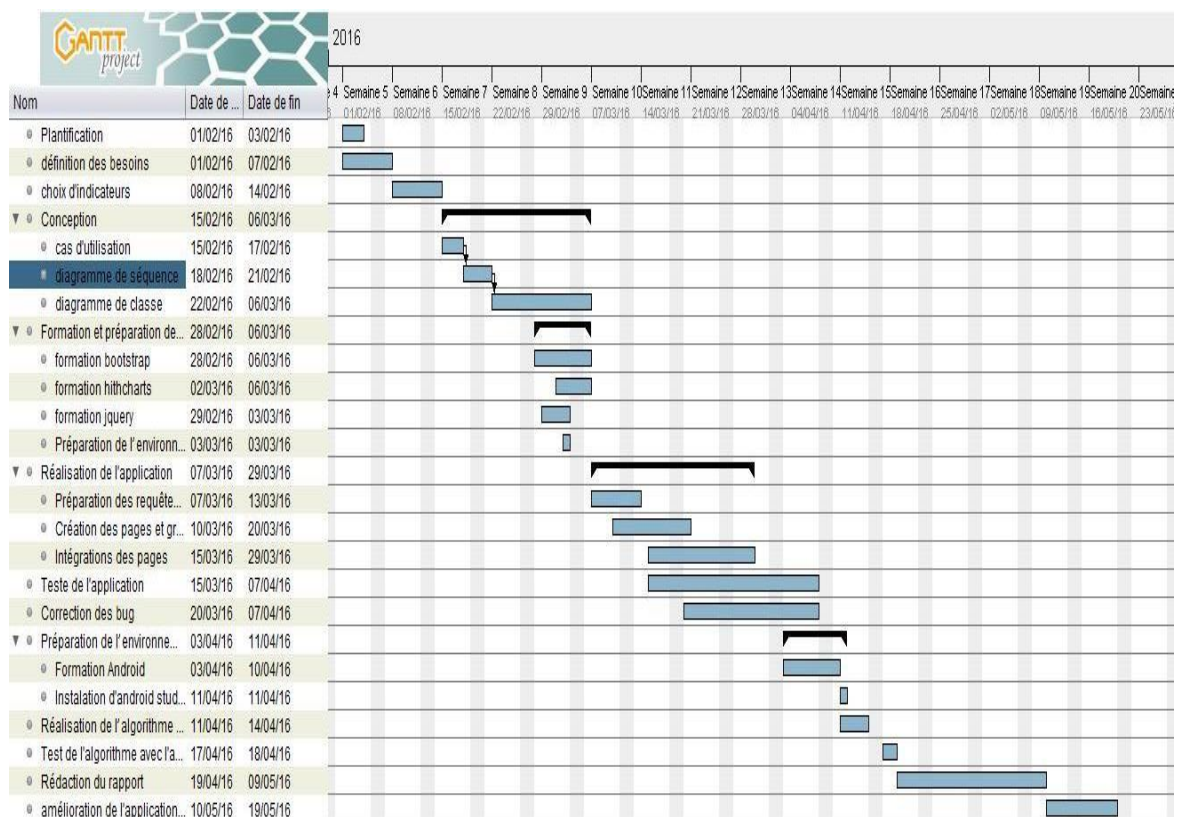 GANTT
project
2016
Nom Date de ... Date de fin
4 Semaine 5 Semaine 6 Semaine 7 Semaine 8 Semaine 9 Semaine 10 Semaine 11 Semaine 12 Semaine 13 Semaine 14 Semaine 15 Semaine 16 Semaine 17 Semaine 18 Semaine 19 Semaine 20 Semaine
01/02/16 08/02/16 15/02/16 22/02/16 29/02/16 07/03/16 14/03/16 21/03/16 28/03/16 04/04/16 11/04/16 18/04/16 25/04/16 02/05/16 09/05/16 16/05/16 23/05/16
Plantification 01/02/16 03/02/16
définition des besoins 01/02/16 07/02/16
choix d'indicateurs 08/02/16 14/02/16
Conception 15/02/16 06/03/16
cas d'utilisation 15/02/16 17/02/16
diagramme de séquence 18/02/16 21/02/16
diagramme de classe 22/02/16 06/03/16
Formation et préparation de... 28/02/16 06/03/16
formation bootstrap 28/02/16 06/03/16
formation hithcharts 02/03/16 06/03/16
formation jquery 29/02/16 03/03/16
Préparation de l'environn... 03/03/16 03/03/16
Réalisation de l'application 07/03/16 29/03/16
Préparation des requête... 07/03/16 13/03/16
Création des pages et gr... 10/03/16 20/03/16
Intégrations des pages 15/03/16 29/03/16
Teste de l'application 15/03/16 07/04/16
Correction des bug 20/03/16 07/04/16
Préparation de l'environne... 03/04/16 11/04/16
Formation Android 03/04/16 10/04/16
Instalation d'android stud... 11/04/16 11/04/16
Réalisation de l'algorithme ... 11/04/16 14/04/16
Test de l'algorithme avec l'a... 17/04/16 18/04/16
Rédaction du rapport 19/04/16 09/05/16
amélioration de l'application... 10/05/16 19/05/16